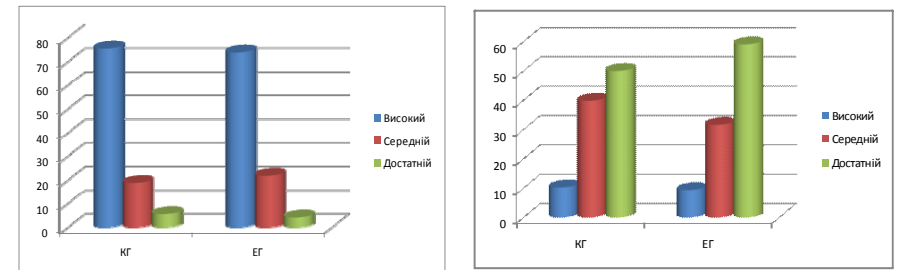 80
70
60
50
40
30
20
10
0
КГ
ЕГ
Високий
Середній
Достатній
60
50
40
30
20
10
0
КГ
ЕГ
Високий
Середній
Достатній